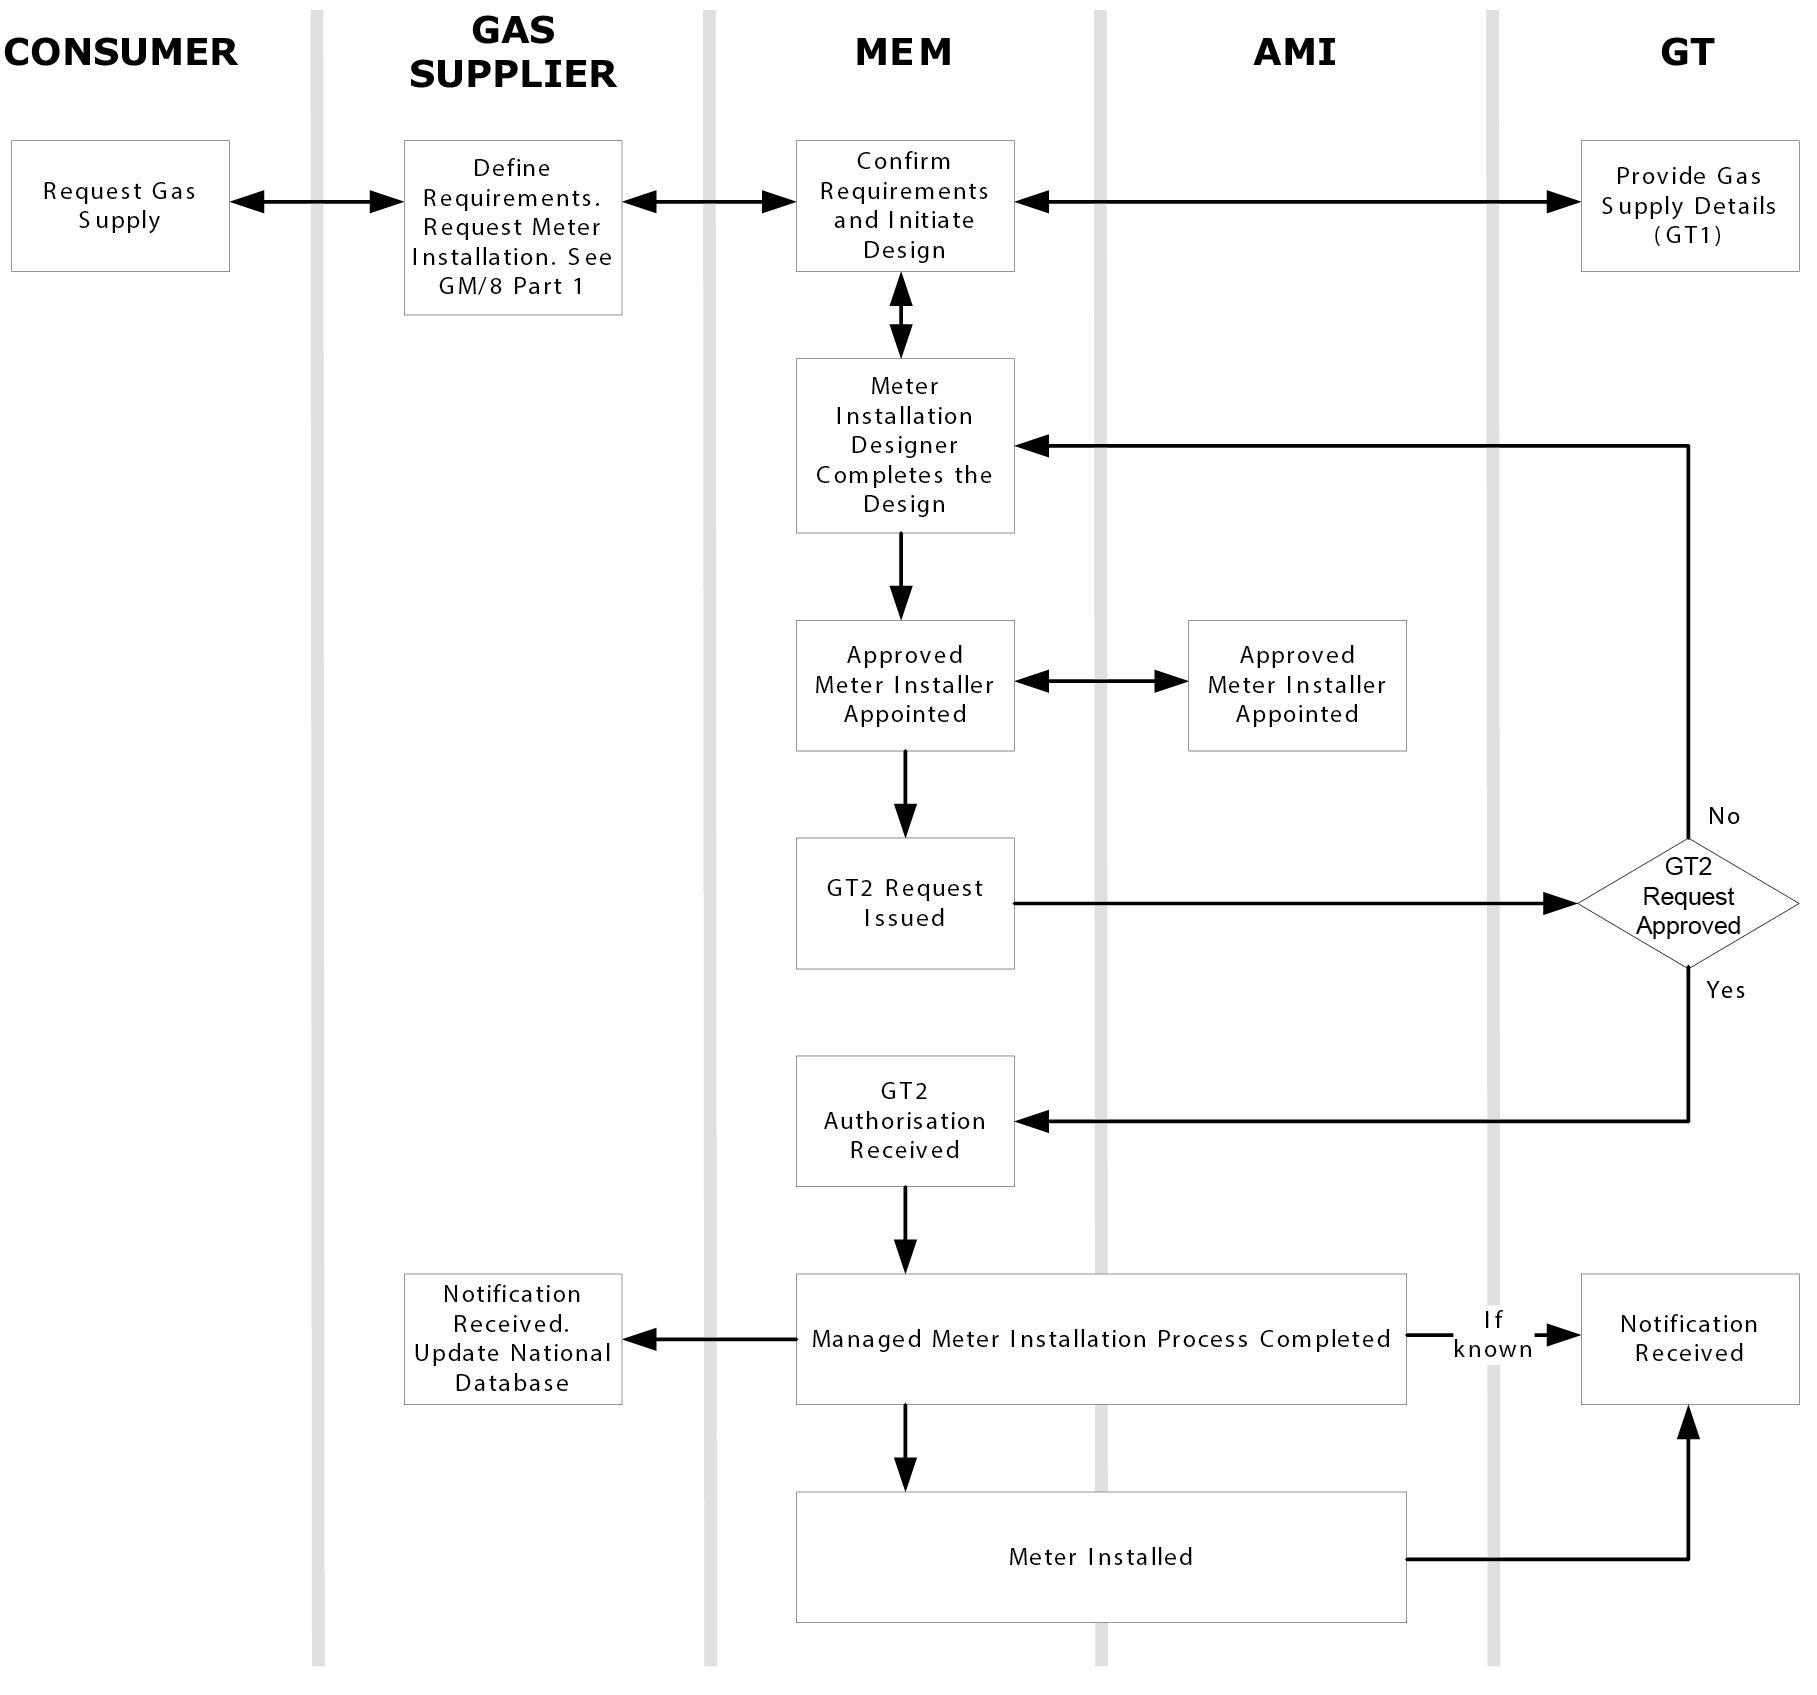 CONSUMER
GAS
SUPPLIER
MEM
AMI
GT
Request Gas
Supply
Define
Requirements.
Request Meter
Installation. See
GM/8 Part 1
Confirm
Requirements
and Initiate
Design
Provide Gas
Supply Details
(GT1)
Meter
Installation
Designer
Completes the
Design
Approved
Meter Installer
Appointed
Approved
Meter Installer
Appointed
No
GT2 Request
Issued
GT2
Request
Approved
Yes
GT2
Authorisation
Received
Notification
Received.
Update National
Database
Managed Meter Installation Process Completed
If
known
Notification
Received
Meter Installed